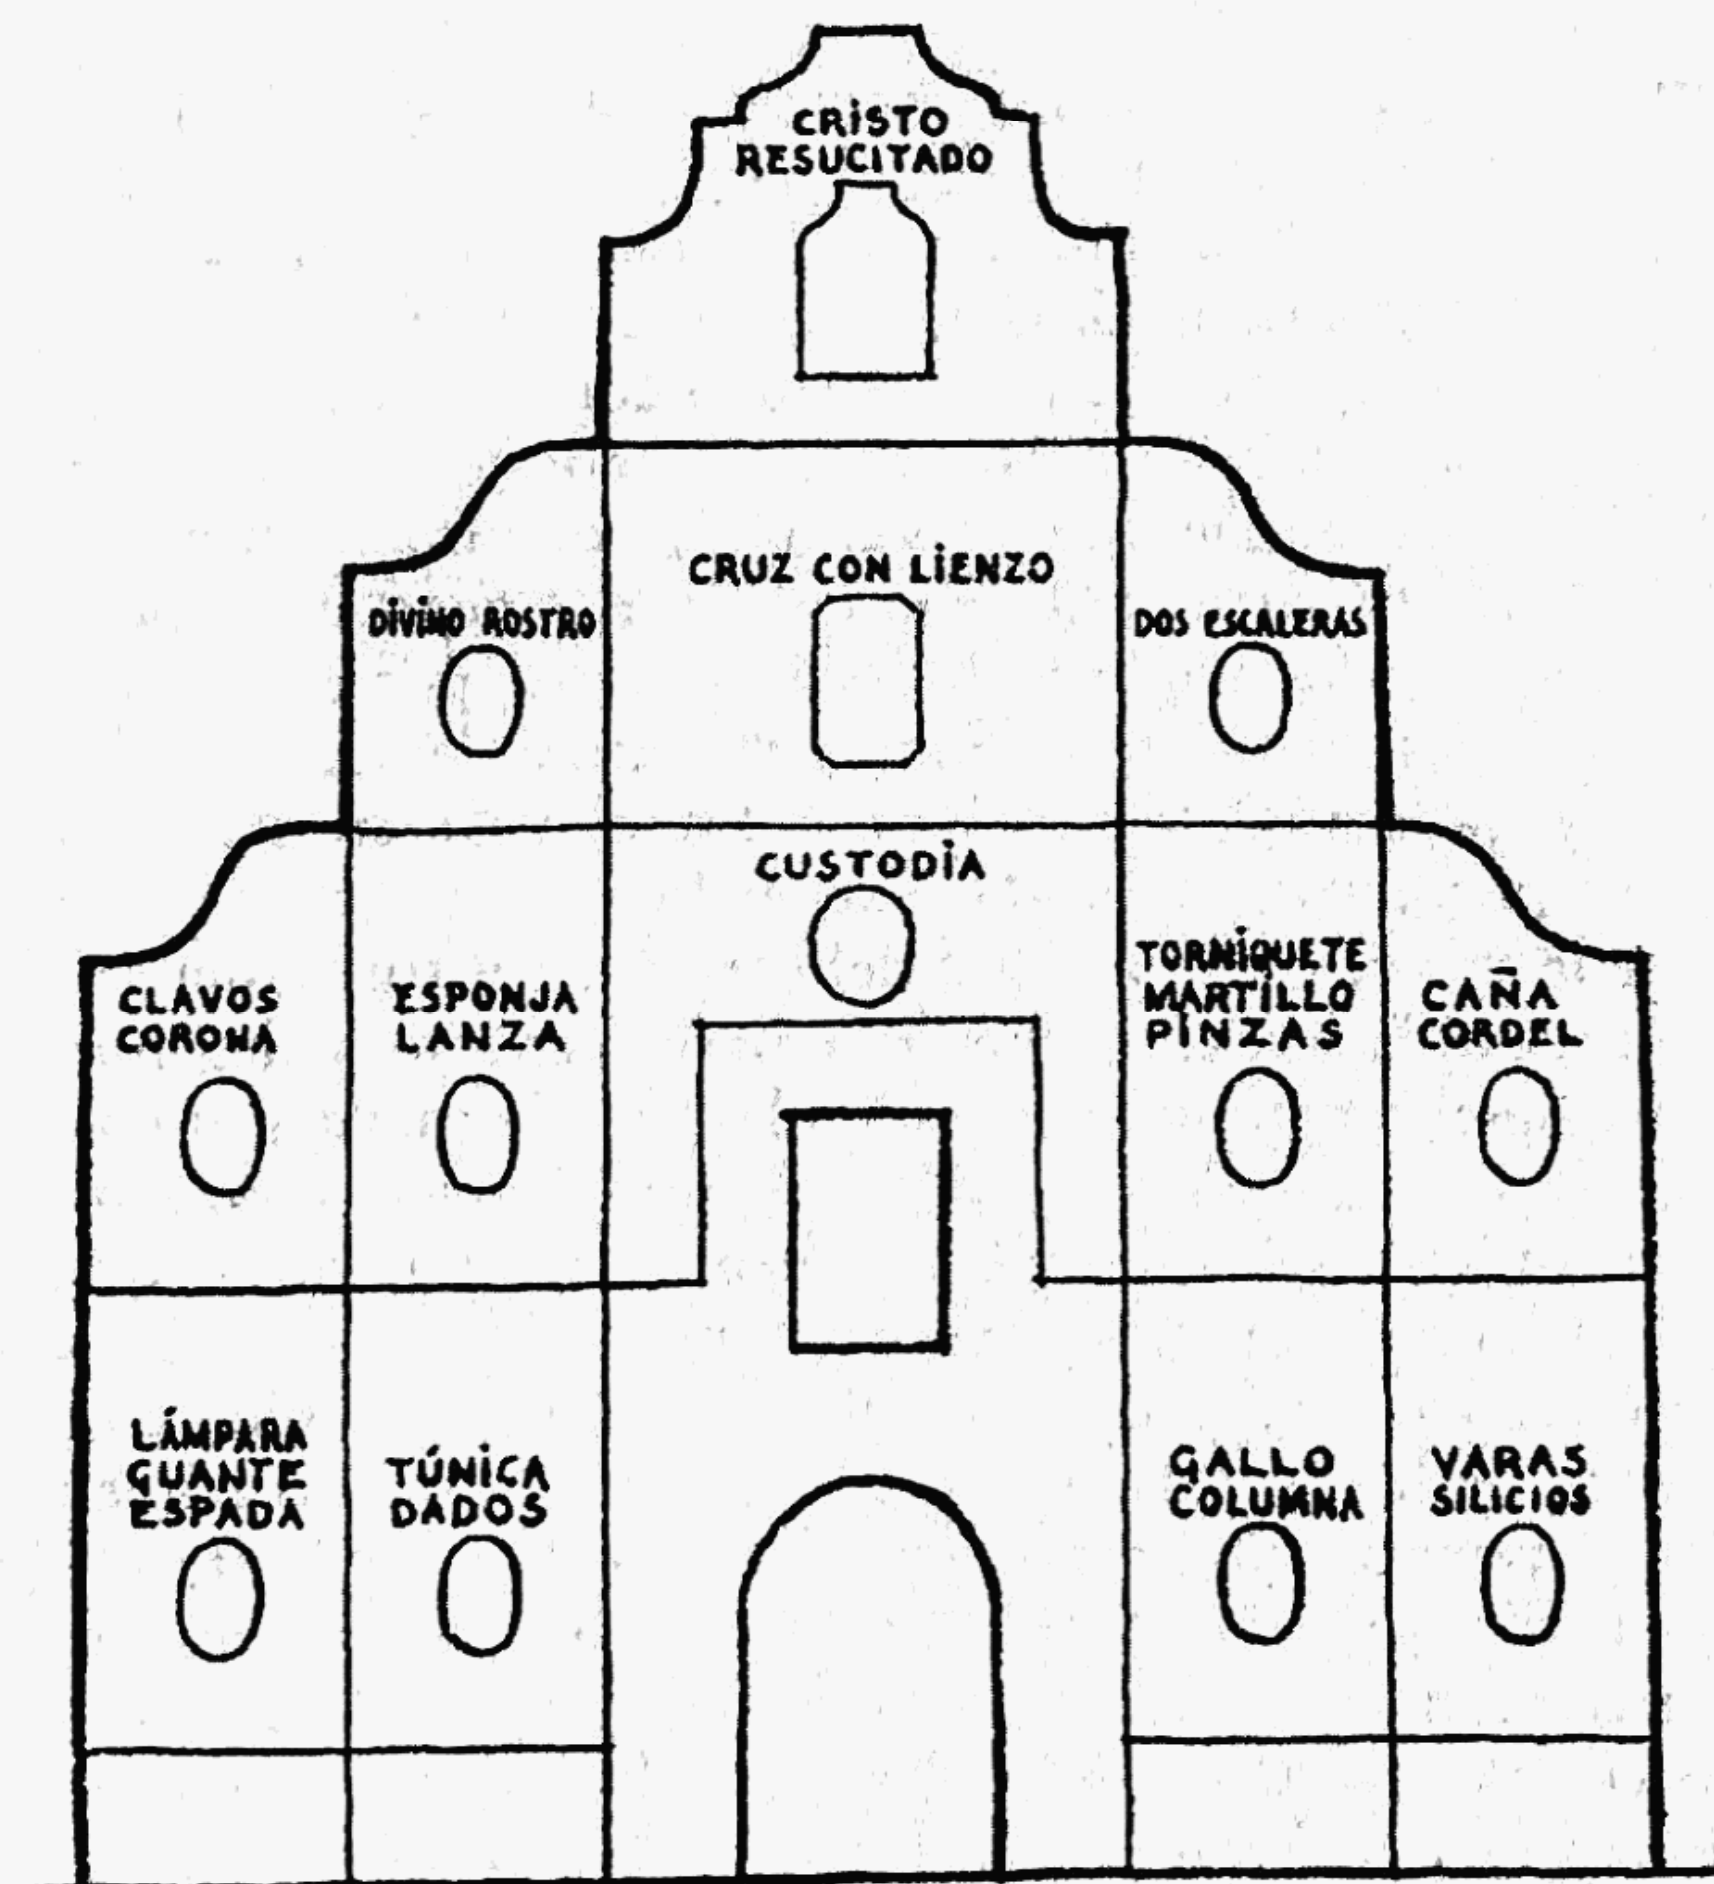 CRISTO
RESUCITADO
CRUZ CON LIENZO
DIVINO ROSTRO
DOS ESCALERAS
CUSTODIA
CLAVOS
CORONA
ESPONJA
LANZA
TORNIQUETE
MARTILLO
PINZAS
CAÑA
CORDEL
LÁMPARA
GUANTE
ESPADA
TÚNICA
DADOS
GALLO
COLUMNA
VARAS
SILICIOS